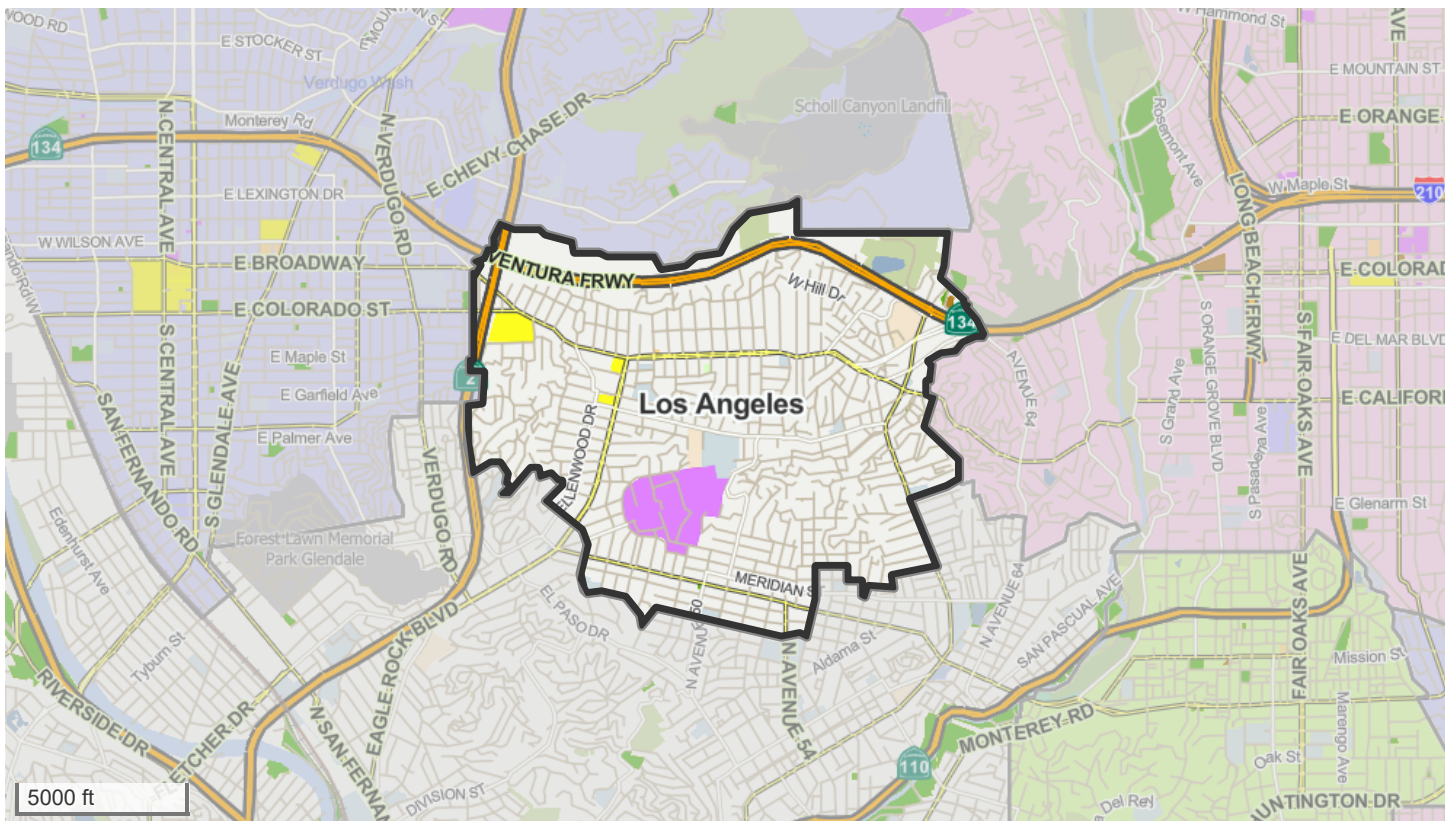 WOOD RD
E STOCKER ST
W Hammond St
AVE
Verdugo Wash
E MOUNTAIN ST
N CENTRAL AVE
Monterey Rd
N VERDUGO RD
E CHEVY CHASE DR
Scholl Canyon Landfill
Rosemont Ave
E ORANGE
134
E LEXINGTON DR
W Maple St
210
W WILSON AVE
E BROADWAY
VENTURA FRWY
W Hill Dr
LONG BEACH FRWY
E COLORAD
E COLORADO ST
134
S ORANGE GROVE BLVD
S FAIR OAKS AVE
E DEL MAR BLVD
S CENTRAL AVE
E Maple St
AVENUE 64
S Grand Ave
2
E Garfield Ave
Los Angeles
E CALIFORN
SAN FERNANDO RD
S GLENDALE AVE
E Palmer Ave
ELLENWOOD DR
S Pasadena Ave
VERDUGO RD
E Glenarm St
Edenhurst Ave
Forest Lawn Memorial
Park Glendale
MERIDIAN S
N AVENUE 64
FAIR OAKS AVE
EL PASO DR
N AVENUE 50
SAN PASCUAL AVE
Tyburn St
EAGLE ROCK BLVD
N AVENUE 54
Aldama St
Mission St
RIVERSIDE DR
FLETCHER DR
N SAN FERNA
MONTEREY RD
Marengo Ave
110
Oak St
5000 ft
DIVISION ST
Del Rey
HUNTINGTON DR